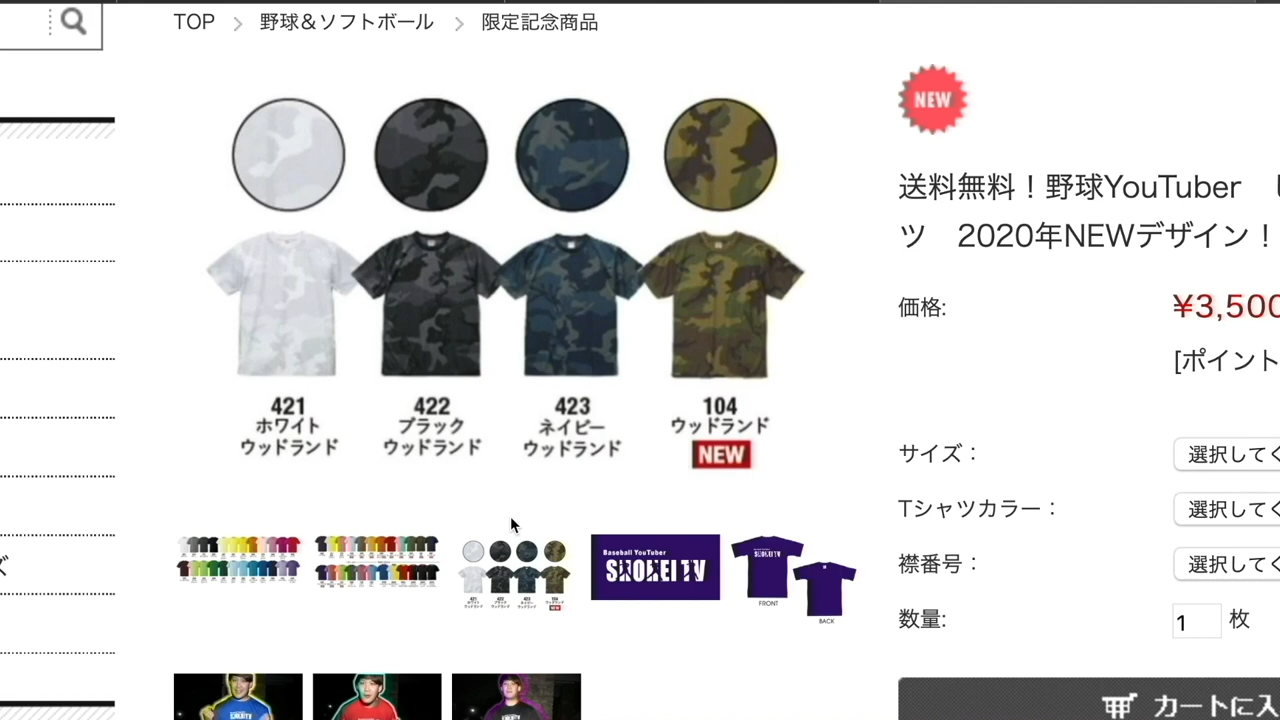 TOP > 野球＆ソフトボール > 限定記念商品
NEW
送料無料！野球YouTuber
ツ　2020年NEWデザイン！
価格:
¥3,500
[ポイント
421
ホワイト
ウッドランド
422
ブラック
ウッドランド
423
ネイビー
ウッドランド
104
ウッドランド
NEW
サイズ：
選択してく
Tシャツカラー：
選択してく
襟番号：
選択してく
数量:
1 枚
カートに入
Baseball YouTuber
SHOHEI TV
FRONT
BACK
ズ